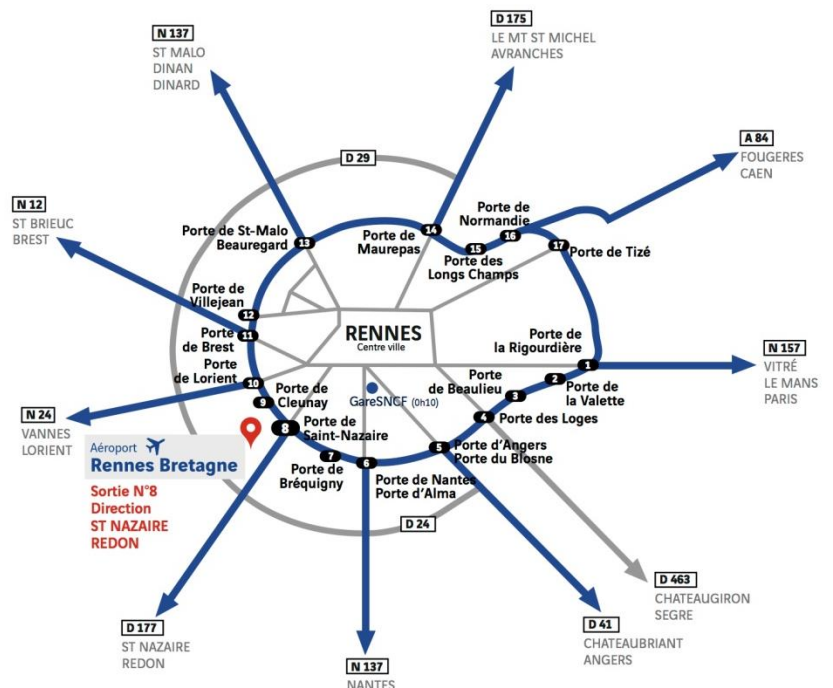 N 137
ST MALO
DINAN
DINARD
D 175
LE MT ST MICHEL
AVRANCHES
A 84
FOUGERES
CAEN
D 29
N 12
ST BRIEUC
BREST
Porte de St-Malo
Beauregard
13
Porte de
Maurepas
14
Porte de
Normandie
16
15
Porte des
Longs Champs
17
Porte de Tizé
Porte de
Villejean
12
11
Porte
de Brest
RENNES
Centre ville
Porte de
la Rigourdière
1
N 157
VITRÉ
LE MANS
PARIS
Porte
de Lorient
10
9
Porte de
Cleunay
GareSNCF (0h10)
Porte
de Beaulieu
3
2
Porte de
la Valette
4
Porte des Loges
N 24
VANNES
LORIENT
8
Porte de
Saint-Nazaire
Aéroport
Rennes Bretagne
Sortie N°8
Direction
ST NAZAIRE
REDON
7
Porte de
Bréquigny
6
Porte de Nantes
Porte d'Alma
5
Porte d'Angers
Porte du Blosne
D 24
D 463
CHATEAUGIRON
SEGRE
D 177
ST NAZAIRE
REDON
D 41
CHATEAUBRIANT
ANGERS
N 137
NANTES